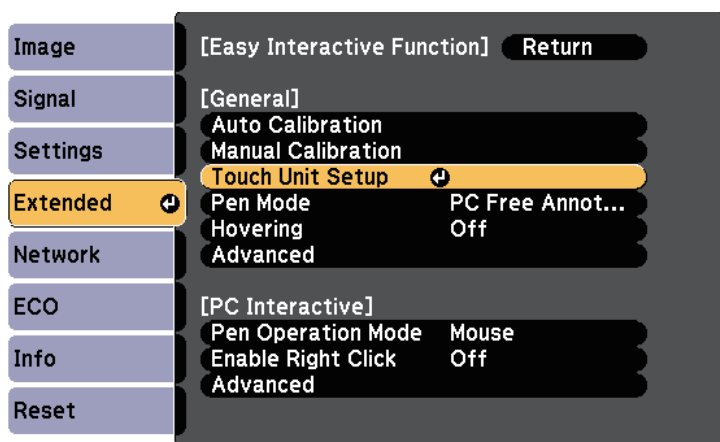 Image
Signal
Settings
Extended
Network
ECO
Info
Reset
[Easy Interactive Function] Return
[General]
Auto Calibration
Manual Calibration
Touch Unit Setup
Pen Mode PC Free Annot...
Hovering Off
Advanced
[PC Interactive]
Pen Operation Mode Mouse
Enable Right Click Off
Advanced